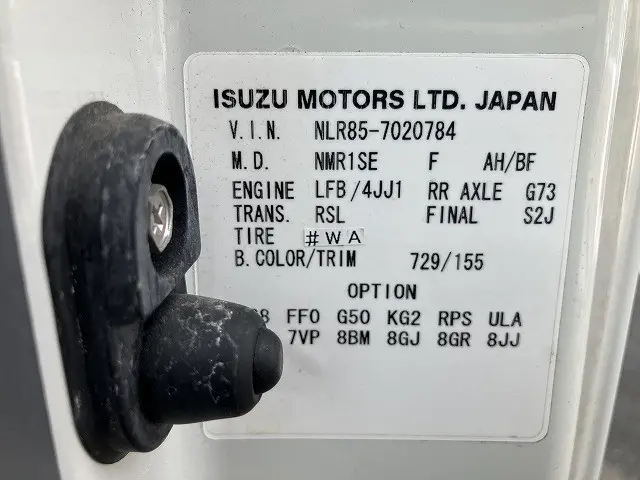 ISUZU MOTORS LTD. JAPAN
V.I.N. NLR85-7020784
M.D. NMR1SE F AH/BF
ENGINE LFB/4JJ1 RR AXLE G73
TRANS. RSL FINAL S2J
TIRE #WA
B.COLOR/TRIM 729/155
OPTION
FFO G50 KG2 RPS ULA
7VP 8BM 8GJ 8GR 8JJ